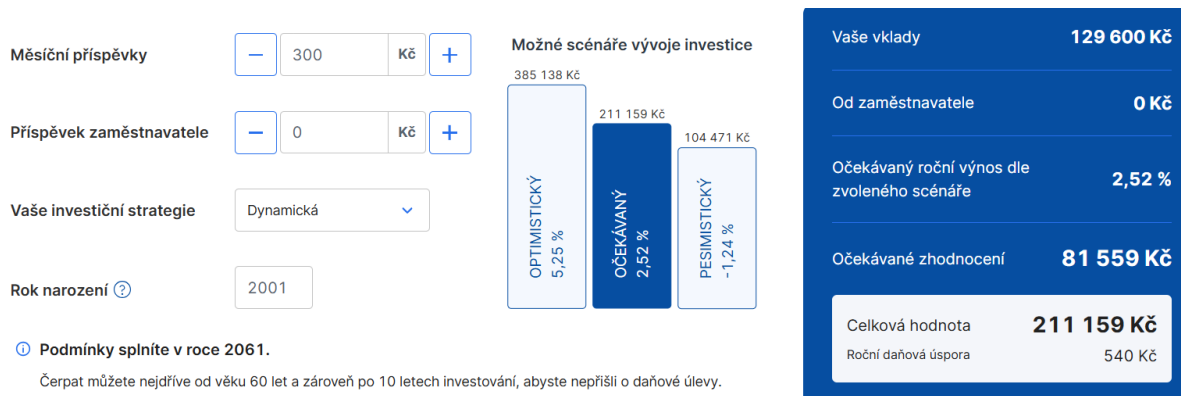 Měsíční příspěvky
− 300 Kč +
Příspěvek zaměstnavatele
− 0 Kč +
Vaše investiční strategie
Dynamická
Rok narození ?
2001
Podmínky splníte v roce 2061.
Čerpat můžete nejdříve od věku 60 let a zároveň po 10 letech investování, abyste nepřišli o daňové úlevy.
Možné scénáře vývoje investice
385 138 Kč
OPTIMISTICKÝ
5,25 %
211 159 Kč
OČEKÁVANÝ
2,52 %
104 471 Kč
PESIMISTICKÝ
-1,24 %
Vaše vklady 129 600 Kč
Od zaměstnavatele 0 Kč
Očekávaný roční výnos dle
zvoleného scénáře 2,52 %
Očekávané zhodnocení 81 559 Kč
Celková hodnota 211 159 Kč
Roční daňová úspora 540 Kč